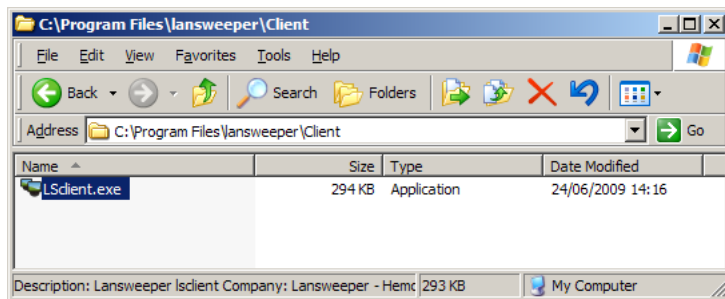 C:\Program Files\lansweeper\Client
File Edit View Favorites Tools Help
Back Search Folders
Address C:\Program Files\lansweeper\Client Go
Name Size Type Date Modified
LSclient.exe 294 KB Application 24/06/2009 14:16
Description: Lansweeper lsclient Company: Lansweeper - Hemc 293 KB My Computer